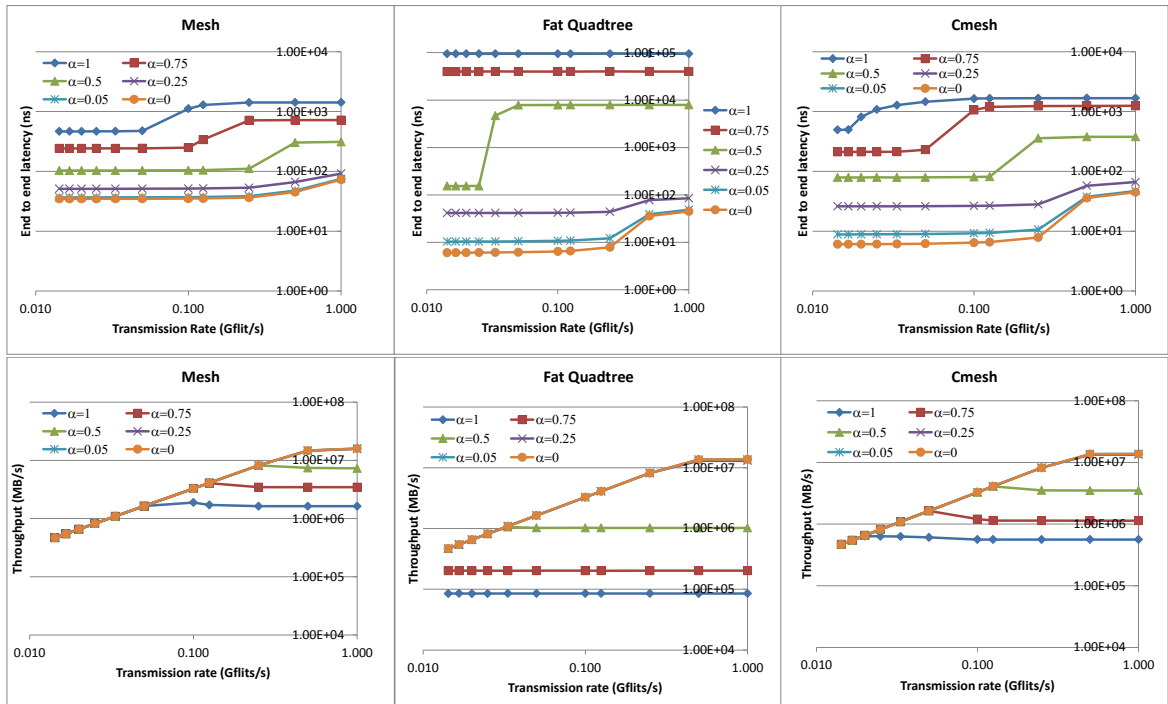 Mesh
1.00E+04
α=1
α=0.75
α=0.5
α=0.25
α=0.05
α=0
1.00E+03
1.00E+02
1.00E+01
1.00E+00
0.010
0.100
1.000
End to end latency (ns)
Transmission Rate (Gflit/s)
Fat Quadtree
1.00E+05
1.00E+04
1.00E+03
1.00E+02
1.00E+01
1.00E+00
α=1
α=0.75
α=0.5
α=0.25
α=0.05
α=0
0.010
0.100
1.000
End to end latency (ns)
Transmission Rate (Gflit/s)
Cmesh
1.00E+04
α=1
α=0.75
α=0.5
α=0.25
α=0.05
α=0
1.00E+03
1.00E+02
1.00E+01
1.00E+00
0.010
0.100
1.000
End to end latency (ns)
Transmission Rate (Gflit/s)
Mesh
1.00E+08
α=1
α=0.75
α=0.5
α=0.25
α=0.05
α=0
1.00E+07
1.00E+06
1.00E+05
1.00E+04
0.010
0.100
1.000
Throughput (MB/s)
Transmission rate (Gflits/s)
Fat Quadtree
1.00E+08
α=1
α=0.75
α=0.5
α=0.25
α=0.05
α=0
1.00E+07
1.00E+06
1.00E+05
1.00E+04
0.010
0.100
1.000
Throughput (MB/s)
Transmission rate (Gflits/s)
Cmesh
1.00E+08
α=1
α=0.75
α=0.5
α=0.25
α=0.05
α=0
1.00E+07
1.00E+06
1.00E+05
1.00E+04
0.010
0.100
1.000
Throughput (MB/s)
Transmission rate (Gflits/s)